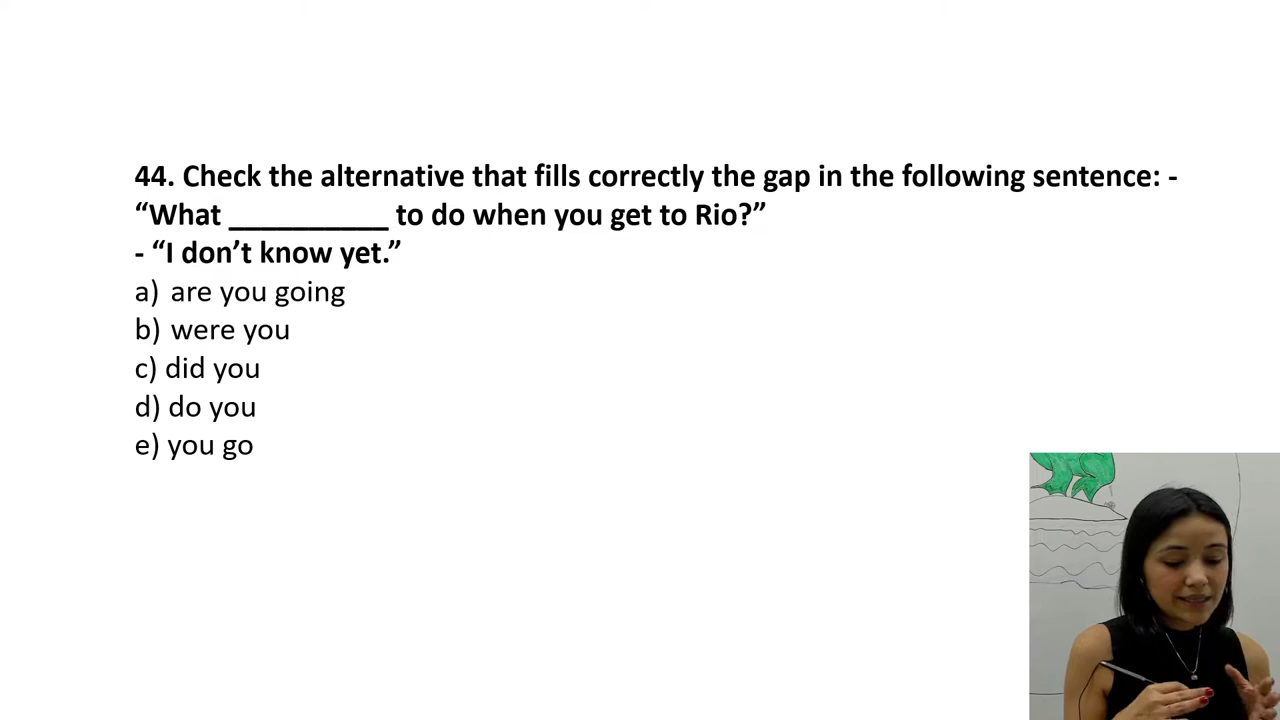 44. Check the alternative that fills correctly the gap in the following sentence: -
“What __________ to do when you get to Rio?”
- “I don’t know yet.”
a) are you going
b) were you
c) did you
d) do you
e) you go